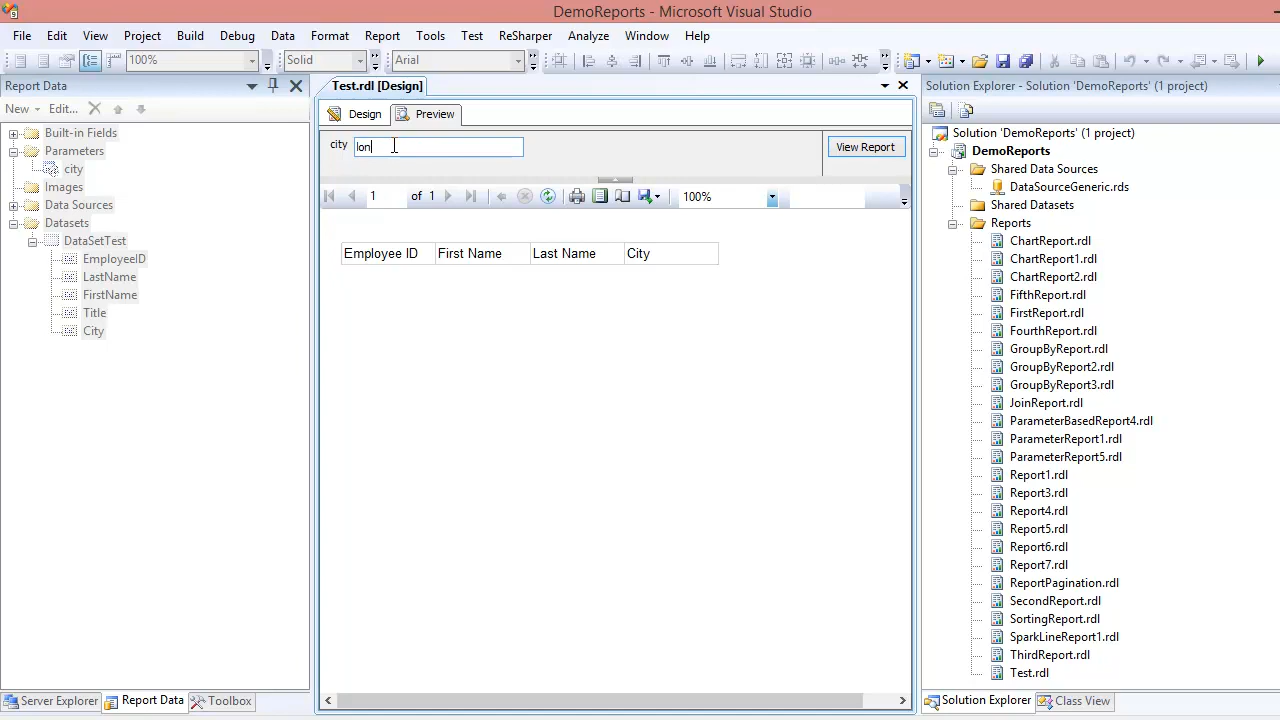 DemoReports - Microsoft Visual Studio
File Edit View Project Build Debug Data Format Report Tools Test ReSharper Analyze Window Help
100% Solid Arial
Report Data
New Edit...
Built-in Fields
Parameters
city
Images
Data Sources
Datasets
DataSetTest
EmployeeID
LastName
FirstName
Title
City
Server Explorer Report Data Toolbox
Test.rdl [Design]
Design Preview
city lon View Report
1 of 1 100%
Employee ID First Name Last Name City
Solution Explorer - Solution 'DemoReports' (1 project)
Solution 'DemoReports' (1 project)
DemoReports
Shared Data Sources
DataSourceGeneric.rds
Shared Datasets
Reports
ChartReport.rdl
ChartReport1.rdl
ChartReport2.rdl
FifthReport.rdl
FirstReport.rdl
FourthReport.rdl
GroupByReport.rdl
GroupByReport2.rdl
GroupByReport3.rdl
JoinReport.rdl
ParameterBasedReport4.rdl
ParameterReport1.rdl
ParameterReport5.rdl
Report1.rdl
Report3.rdl
Report4.rdl
Report5.rdl
Report6.rdl
Report7.rdl
ReportPagination.rdl
SecondReport.rdl
SortingReport.rdl
SparkLineReport1.rdl
ThirdReport.rdl
Test.rdl
Solution Explorer Class View